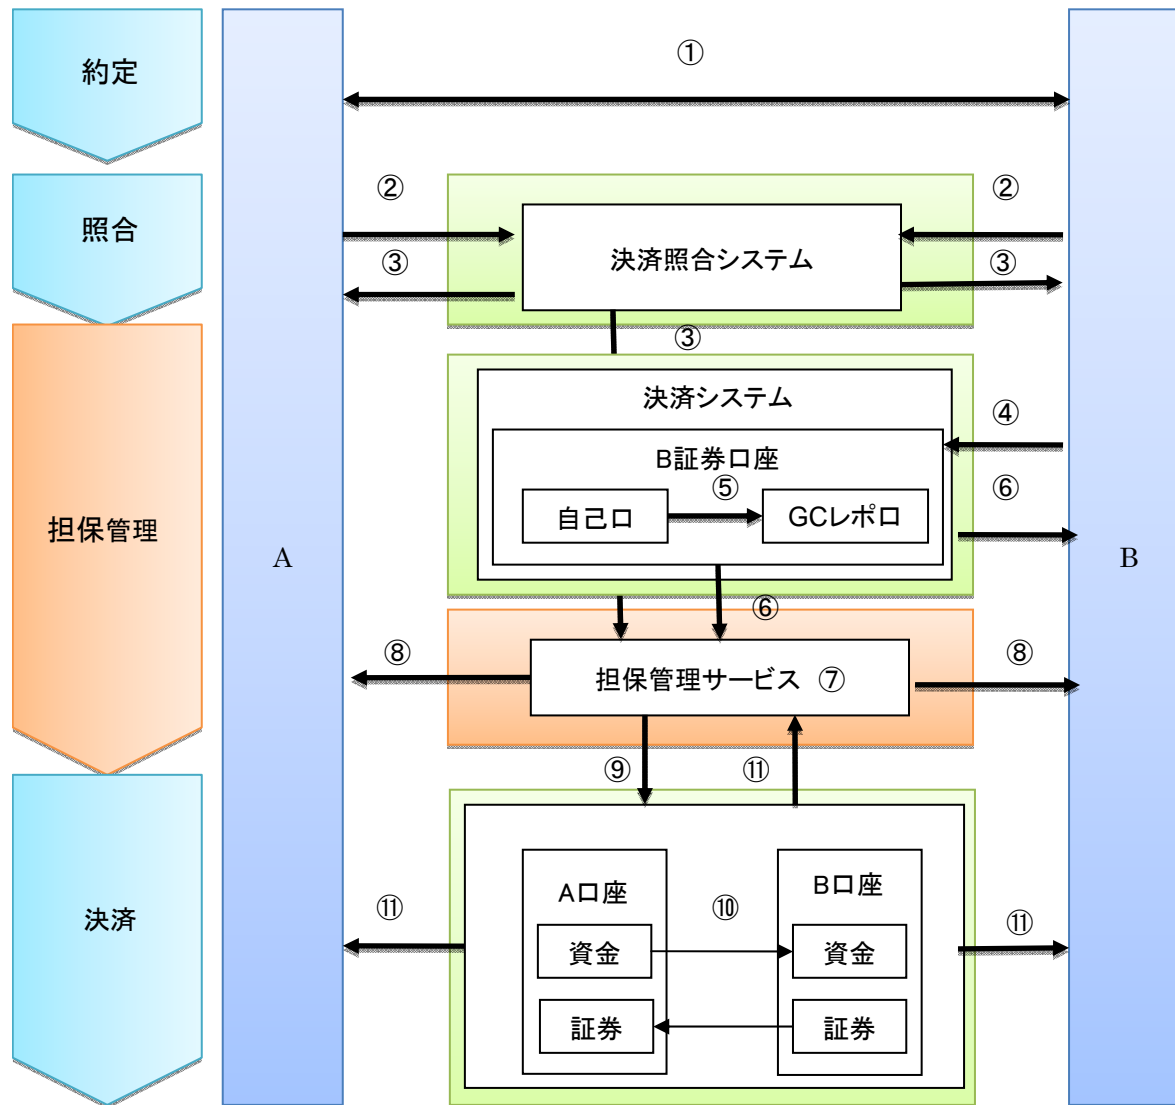 約定
①
②
②
照合
決済照合システム
③
③
③
決済システム
④
B証券口座
⑤
⑥
自己口
GCレポ口
担保管理
A
B
⑥
⑧
担保管理サービス ⑦
⑧
⑨
⑪
A口座
B口座
⑪
⑩
⑪
決済
資金
資金
証券
証券